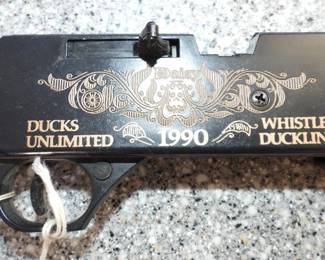 Daisy
DUCKS
UNLIMITED
1990
WHISTLE
DUCKLIN